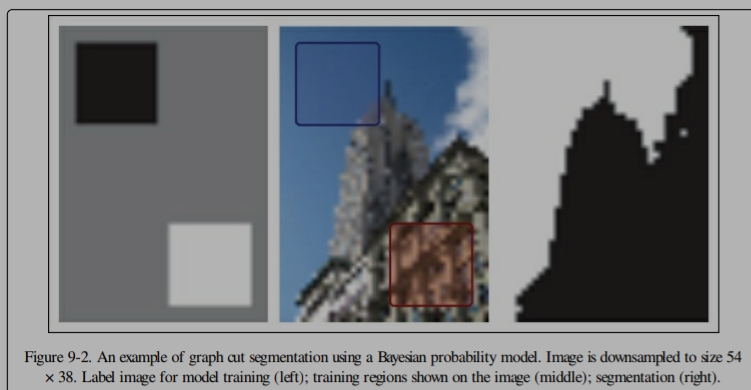 Figure 9-2. An example of graph cut segmentation using a Bayesian probability model. Image is downsampled to size 54
× 38. Label image for model training (left); training regions shown on the image (middle); segmentation (right).